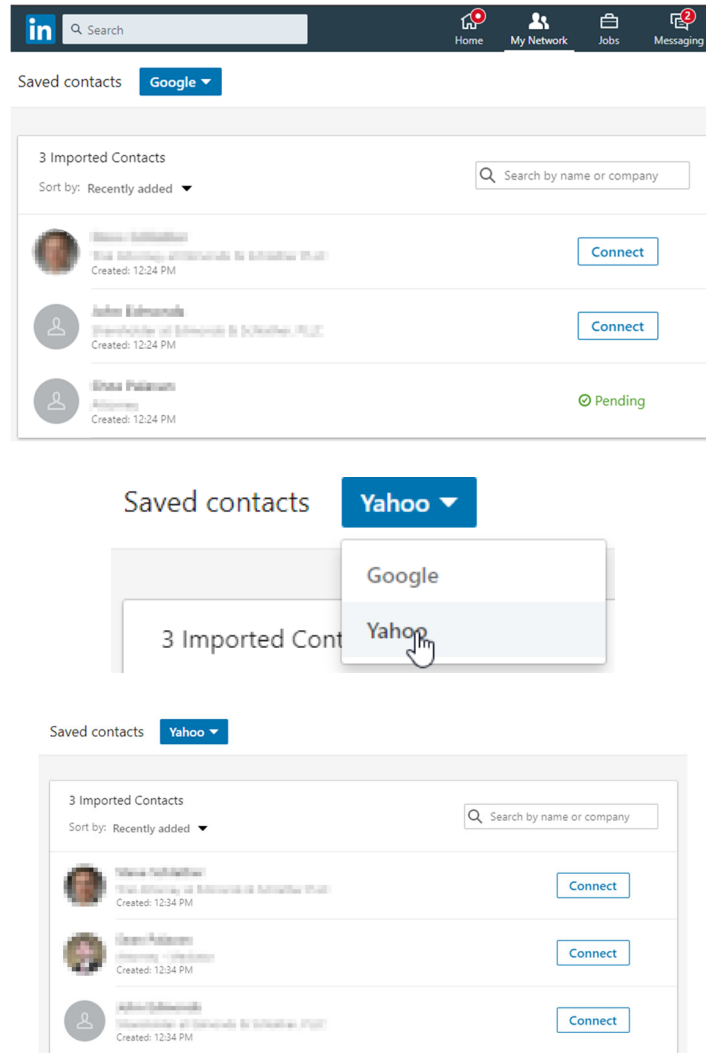 in
Search
Home
My Network
Jobs
2
Messaging
Saved contacts
Google
3 Imported Contacts
Sort by: Recently added
Search by name or company
Connect
Created: 12:24 PM
Connect
Created: 12:24 PM
Pending
Created: 12:24 PM
Saved contacts
Yahoo
Google
3 Imported Cont
Yahoo
Saved contacts
Yahoo
3 Imported Contacts
Sort by: Recently added
Search by name or company
Connect
Created: 12:34 PM
Connect
Created: 12:34 PM
Connect
Created: 12:34 PM